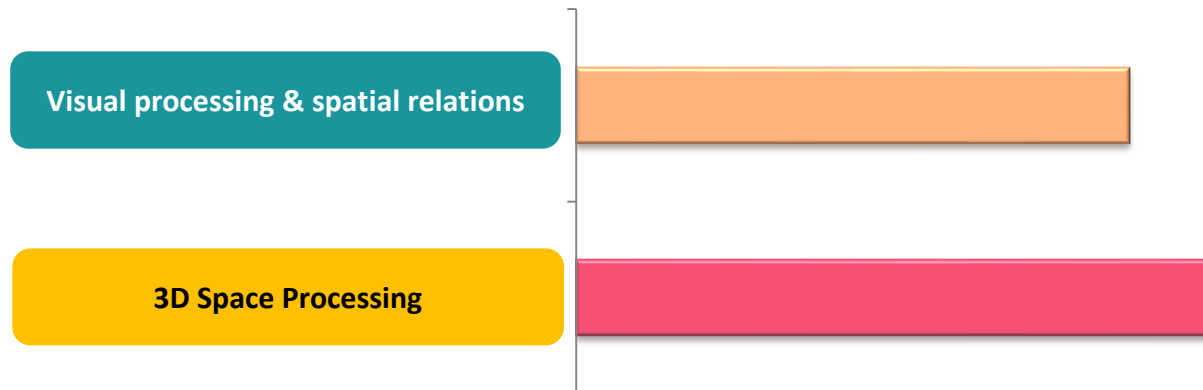 Visual processing & spatial relations
3D Space Processing